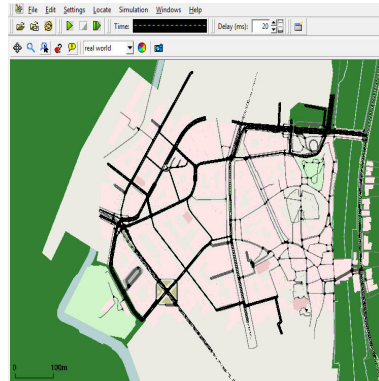 File Edit Settings Locate Simulation Windows Help
Time: Delay (ms): 20
real world
0 100m